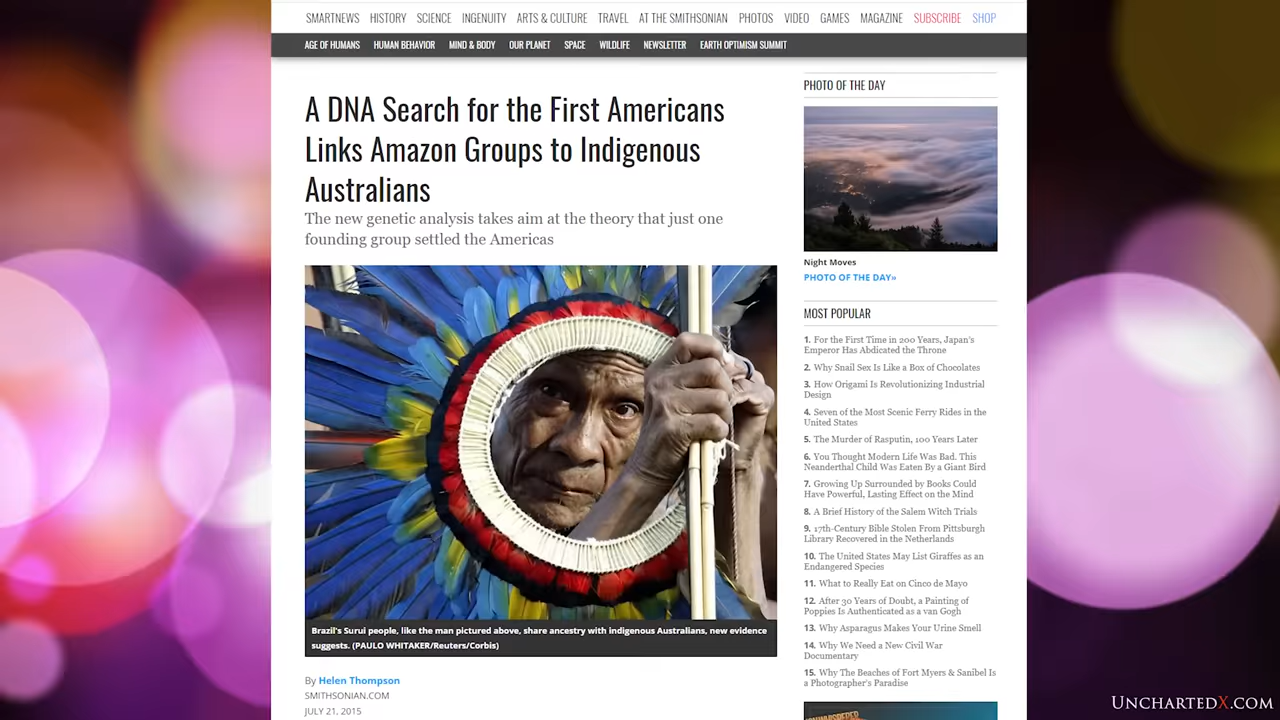 SMARTNEWS HISTORY SCIENCE INGENUITY ARTS & CULTURE TRAVEL AT THE SMITHSONIAN PHOTOS VIDEO GAMES MAGAZINE SUBSCRIBE SHOP
AGE OF HUMANS HUMAN BEHAVIOR MIND & BODY OUR PLANET SPACE WILDLIFE NEWSLETTER EARTH OPTIMISM SUMMIT
A DNA Search for the First Americans
Links Amazon Groups to Indigenous
Australians
The new genetic analysis takes aim at the theory that just one
founding group settled the Americas
Brazil's Surui people, like the man pictured above, share ancestry with indigenous Australians, new evidence
suggests. (PAULO WHITAKER/Reuters/Corbis)
By Helen Thompson
SMITHSONIAN.COM
JULY 21, 2015
PHOTO OF THE DAY
Night Moves
PHOTO OF THE DAY»
MOST POPULAR
1. For the First Time in 200 Years, Japan's
Emperor Has Abdicated the Throne
2. Why Snail Sex Is Like a Box of Chocolates
3. How Origami Is Revolutionizing Industrial
Design
4. Seven of the Most Scenic Ferry Rides in the
United States
5. The Murder of Rasputin, 100 Years Later
6. You Thought Modern Life Was Bad. This
Neanderthal Child Was Eaten By a Giant Bird
7. Growing Up Surrounded by Books Could
Have Powerful, Lasting Effect on the Mind
8. A Brief History of the Salem Witch Trials
9. 17th-Century Bible Stolen From Pittsburgh
Library Recovered in the Netherlands
10. The United States May List Giraffes as an
Endangered Species
11. What to Really Eat on Cinco de Mayo
12. After 30 Years of Doubt, a Painting of
Poppies Is Authenticated as a van Gogh
13. Why Asparagus Makes Your Urine Smell
14. Why We Need a New Civil War
Documentary
15. Why The Beaches of Fort Myers & Sanibel Is
a Photographer's Paradise
UNCHARTEDX.COM